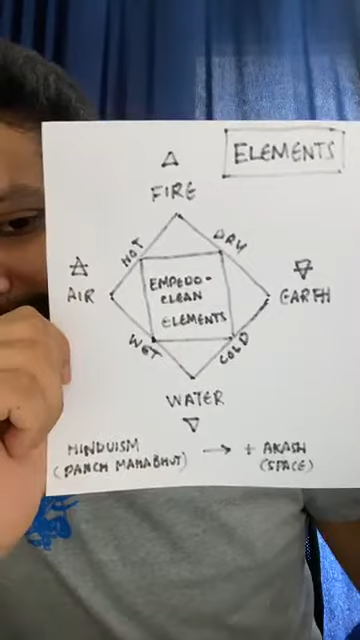 ELEMENTS
FIRE
HOT
DRY
AIR
EMPEDO-
CLEAN
ELEMENTS
EARTH
WET
COLD
WATER
HINDUISM
(PANCH MAHABHUT)
→ + AKASH
(SPACE)